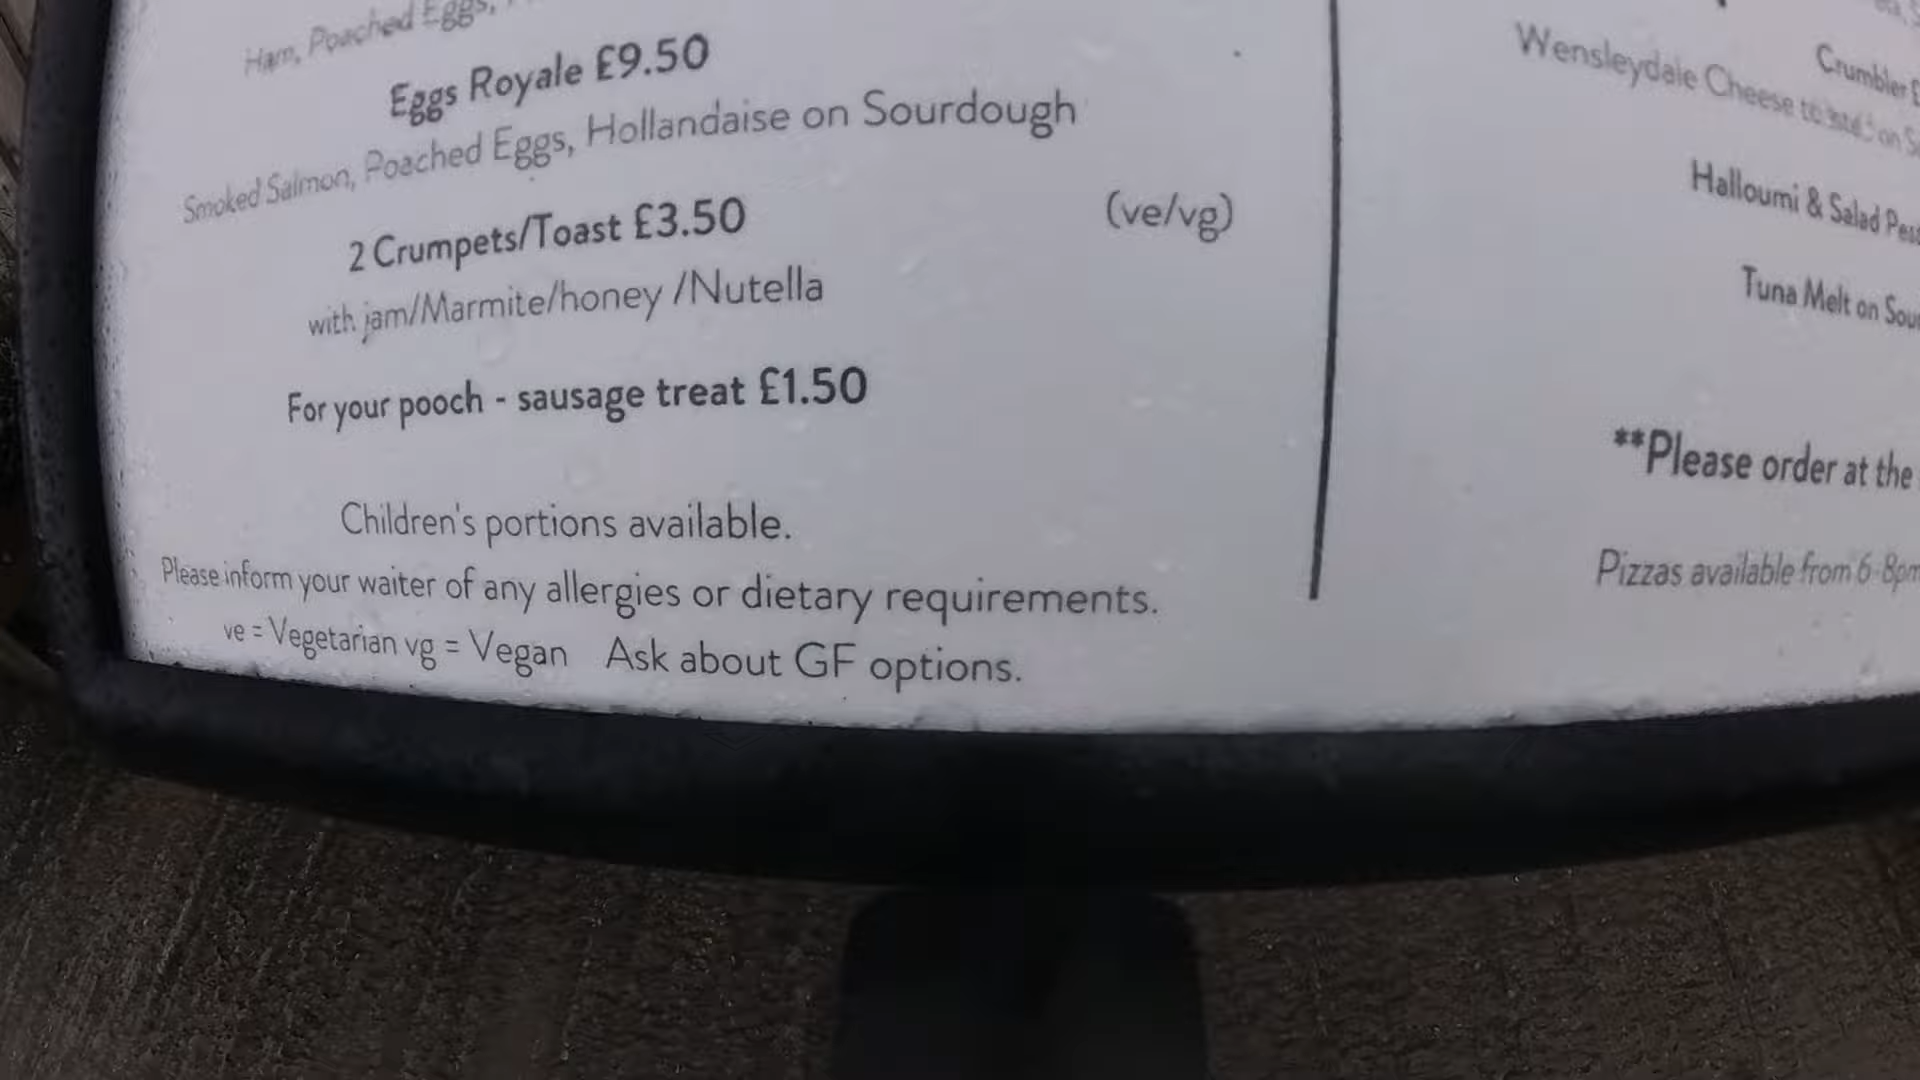 Ham, Poached Eggs,
Eggs Royale £9.50
Smoked Salmon, Poached Eggs, Hollandaise on Sourdough
2 Crumpets/Toast £3.50 (ve/vg)
with jam/Marmite/honey /Nutella
For your pooch - sausage treat £1.50
Children's portions available.
Please inform your waiter of any allergies or dietary requirements.
ve = Vegetarian vg = Vegan Ask about GF options.
Crumbler
Wensleydale Cheese on
Halloumi & Salad
Tuna Melt on
**Please order at the
Pizzas available from 6-8pm